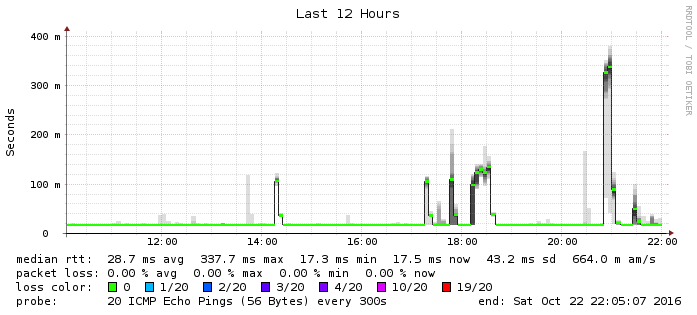 Last 12 Hours
RRDTOOL / TOBI OETIKER
Seconds
400 m
300 m
200 m
100 m
0
12:00 14:00 16:00 18:00 20:00 22:00
median rtt: 28.7 ms avg 337.7 ms max 17.3 ms min 17.5 ms now 43.2 ms sd 664.0 m am/s
packet loss: 0.00 % avg 0.00 % max 0.00 % min 0.00 % now
loss color: 0 1/20 2/20 3/20 4/20 10/20 19/20
probe: 20 ICMP Echo Pings (56 Bytes) every 300s end: Sat Oct 22 22:05:07 2016